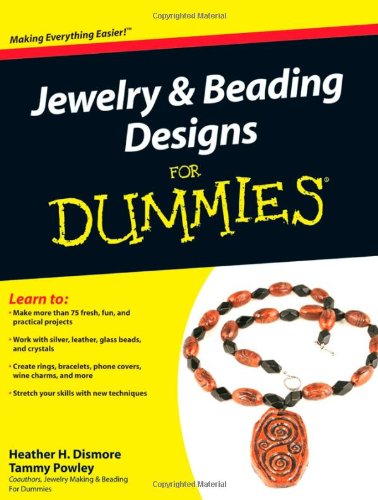 Making Everything Easier!™
Jewelry & Beading
Designs
FOR
DUMMIES®
Learn to:
• Make more than 75 fresh, fun, and
practical projects
• Work with silver, leather, glass beads,
and crystals
• Create rings, bracelets, phone covers,
wine charms, and more
• Stretch your skills with new techniques
Heather H. Dismore
Tammy Powley
Coauthors, Jewelry Making & Beading
For Dummies